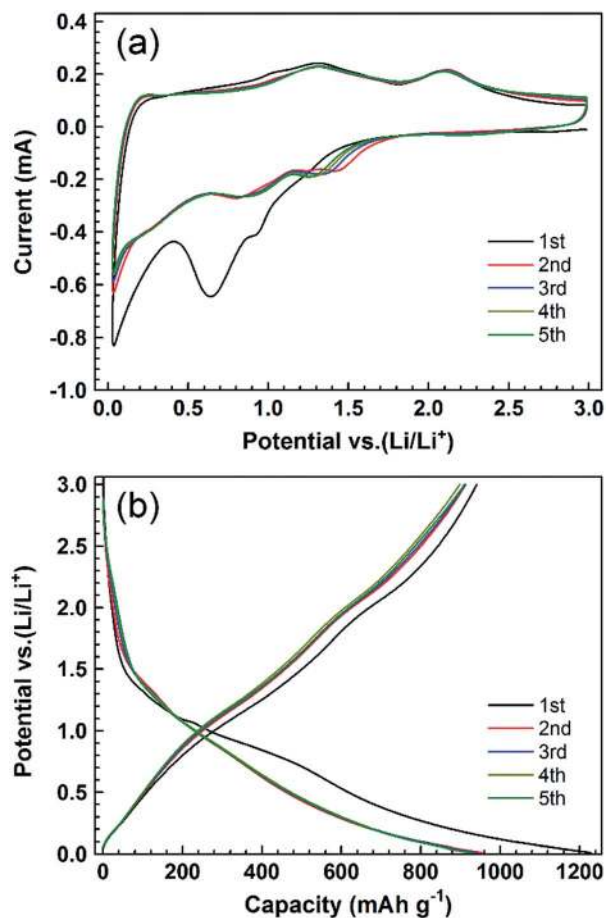 (a)
0.4
0.2
0.0
-0.2
-0.4
-0.6
-0.8
-1.0
Current (mA)
1st
2nd
3rd
4th
5th
0.0 0.5 1.0 1.5 2.0 2.5 3.0
Potential vs.(Li/Li⁺)
(b)
3.0
2.5
2.0
1.5
1.0
0.5
0.0
Potential vs.(Li/Li⁺)
1st
2nd
3rd
4th
5th
0 200 400 600 800 1000 1200
Capacity (mAh g⁻¹)